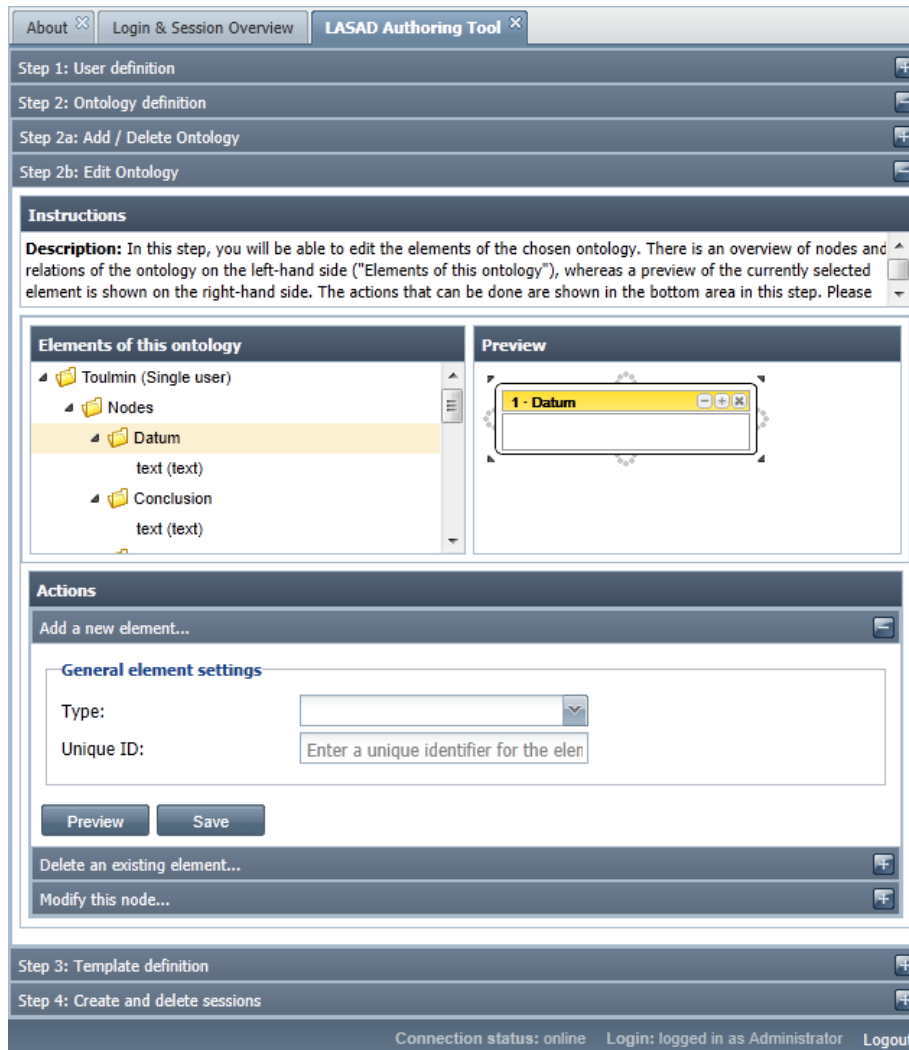 About
Login & Session Overview
LASAD Authoring Tool
Step 1: User definition
Step 2: Ontology definition
Step 2a: Add / Delete Ontology
Step 2b: Edit Ontology
Instructions
Description: In this step, you will be able to edit the elements of the chosen ontology. There is an overview of nodes and
relations of the ontology on the left-hand side ("Elements of this ontology"), whereas a preview of the currently selected
element is shown on the right-hand side. The actions that can be done are shown in the bottom area in this step. Please
Elements of this ontology
Toulmin (Single user)
Nodes
Datum
text (text)
Conclusion
text (text)
Preview
1 - Datum
Actions
Add a new element...
General element settings
Type:
Unique ID:
Enter a unique identifier for the elen
Preview
Save
Delete an existing element...
Modify this node...
Step 3: Template definition
Step 4: Create and delete sessions
Connection status: online Login: logged in as Administrator Logout